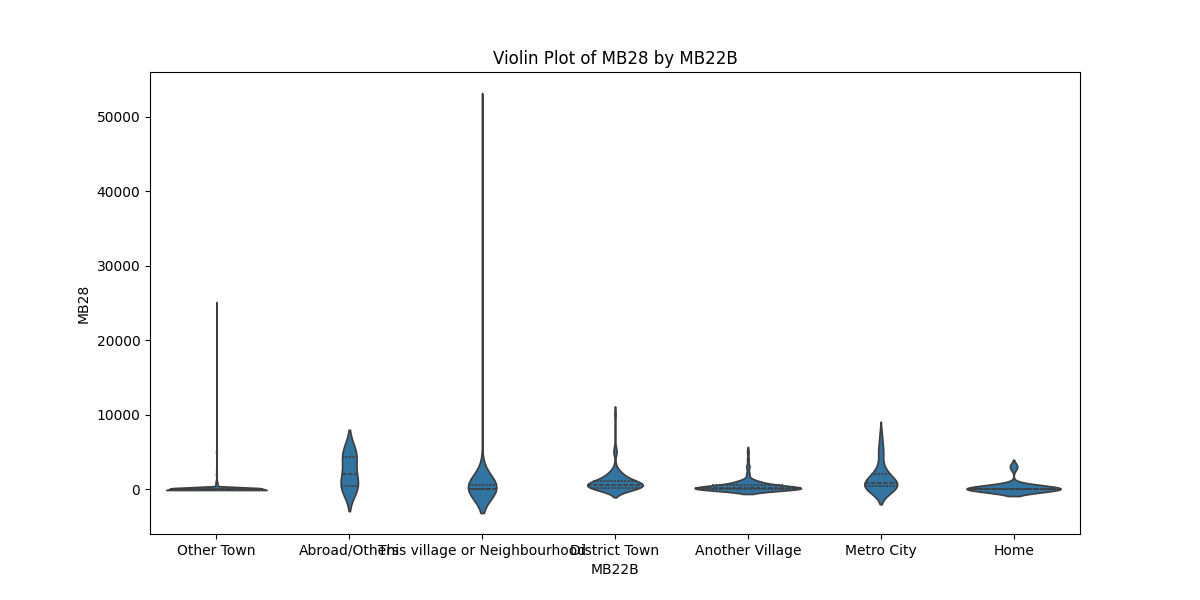 Violin Plot of MB28 by MB22B
50000
40000
30000
20000
10000
0
MB28
Other Town Abroad/Others This village or Neighbourhood District Town Another Village Metro City Home
MB22B